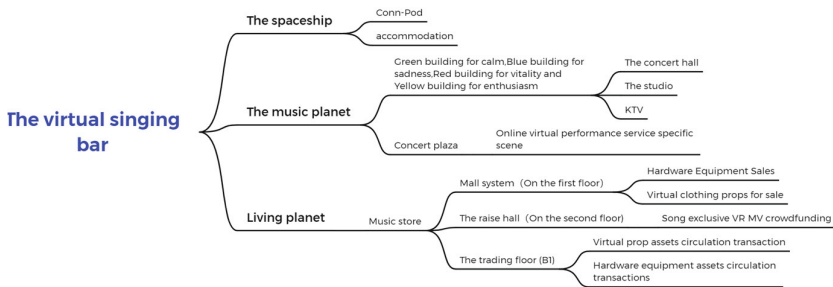 The virtual singing
bar
The spaceship
Conn-Pod
accommodation
The music planet
Green building for calm,Blue building for
sadness,Red building for vitality and
Yellow building for enthusiasm
The concert hall
The studio
KTV
Concert plaza
Online virtual performance service specific
scene
Living planet
Music store
Mall system（On the first floor）
Hardware Equipment Sales
Virtual clothing props for sale
The raise hall（On the second floor)
Song exclusive VR MV crowdfunding
The trading floor (B1)
Virtual prop assets circulation transaction
Hardware equipment assets circulation
transactions